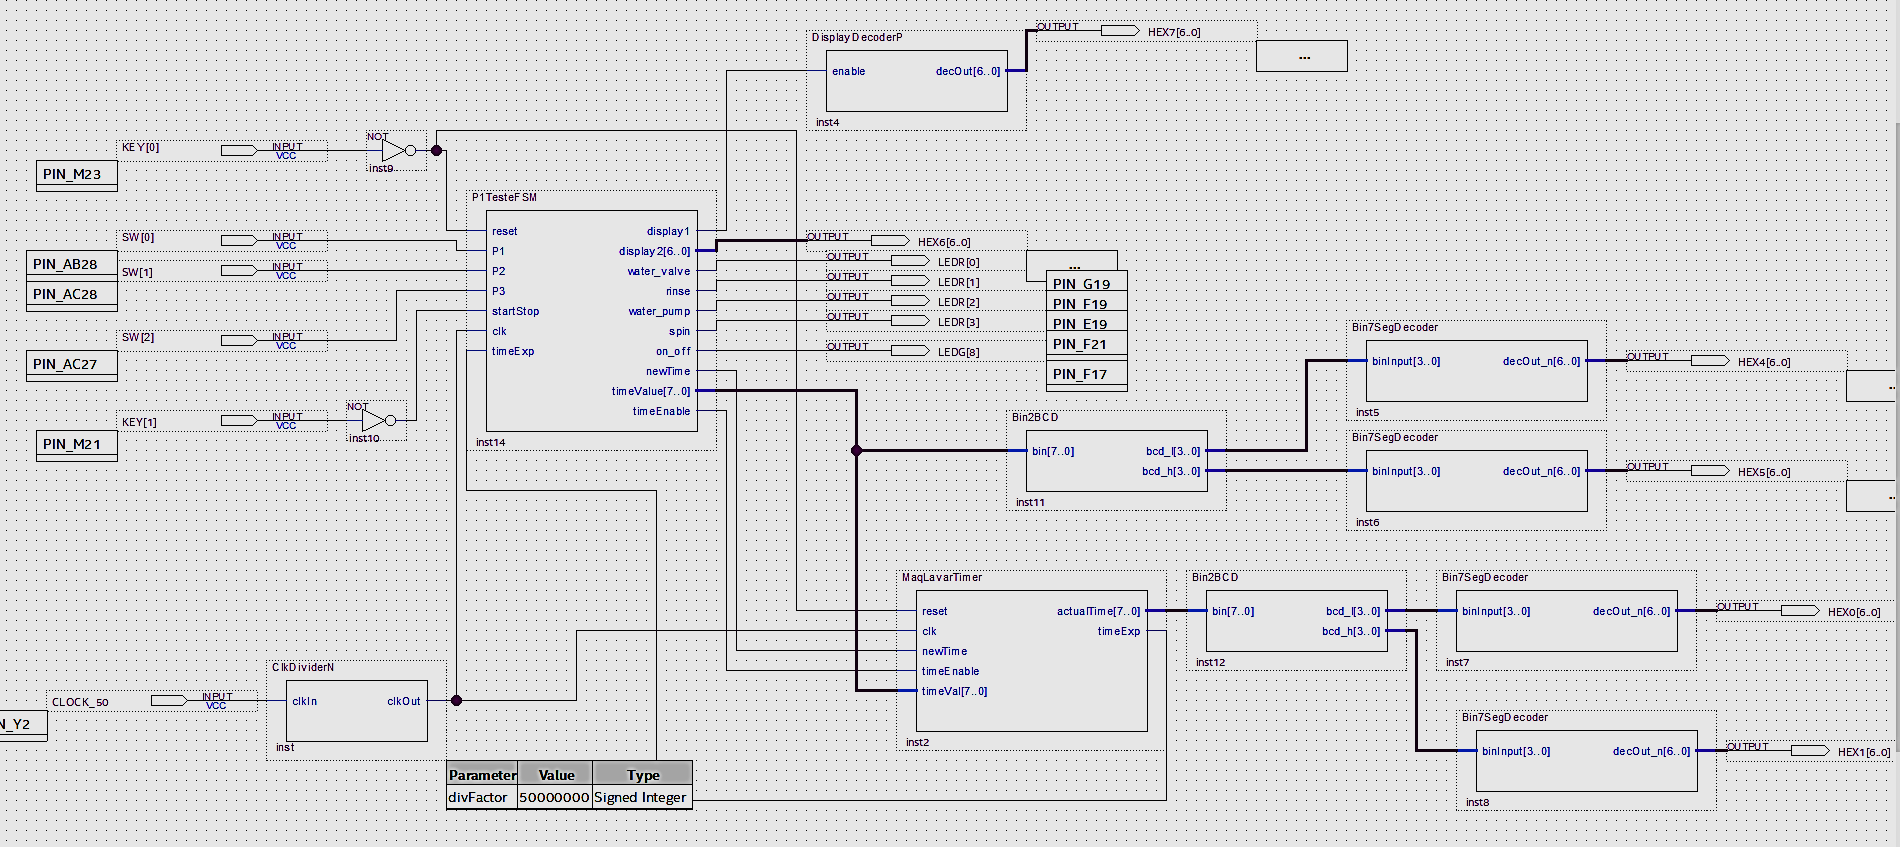 OUTPUT
HEX7[6..0]
...
DisplayDecoderP
enable
decOut[6..0]
inst4
KEY[0]
INPUT
VCC
NOT
inst9
PIN_M23
P1TesteFSM
reset
P1
P2
P3
startStop
clk
timeExp
display1
display2[6..0]
water_valve
rinse
water_pump
spin
on_off
newTime
timeValue[7..0]
timeEnable
inst14
SW[0]
INPUT
VCC
PIN_AB28
SW[1]
INPUT
VCC
PIN_AC28
SW[2]
INPUT
VCC
PIN_AC27
KEY[1]
INPUT
VCC
NOT
inst10
PIN_M21
OUTPUT
HEX6[6..0]
OUTPUT
LEDR[0]
OUTPUT
LEDR[1]
OUTPUT
LEDR[2]
OUTPUT
LEDR[3]
OUTPUT
LEDG[8]
...
PIN_G19
PIN_F19
PIN_E19
PIN_F21
PIN_F17
Bin2BCD
bin[7..0]
bcd_l[3..0]
bcd_h[3..0]
inst11
Bin7SegDecoder
binInput[3..0]
decOut_n[6..0]
inst5
OUTPUT
HEX4[6..0]
Bin7SegDecoder
binInput[3..0]
decOut_n[6..0]
inst6
OUTPUT
HEX5[6..0]
MaqLavarTimer
reset
clk
newTime
timeEnable
timeVal[7..0]
actualTime[7..0]
timeExp
inst2
Bin2BCD
bin[7..0]
bcd_l[3..0]
bcd_h[3..0]
inst12
Bin7SegDecoder
binInput[3..0]
decOut_n[6..0]
inst7
OUTPUT
HEX0[6..0]
Bin7SegDecoder
binInput[3..0]
decOut_n[6..0]
inst8
OUTPUT
HEX1[6..0]
CLOCK_50
INPUT
VCC
N_Y2
ClkDividerN
clkIn
clkOut
inst
Parameter Value Type
divFactor 50000000 Signed Integer